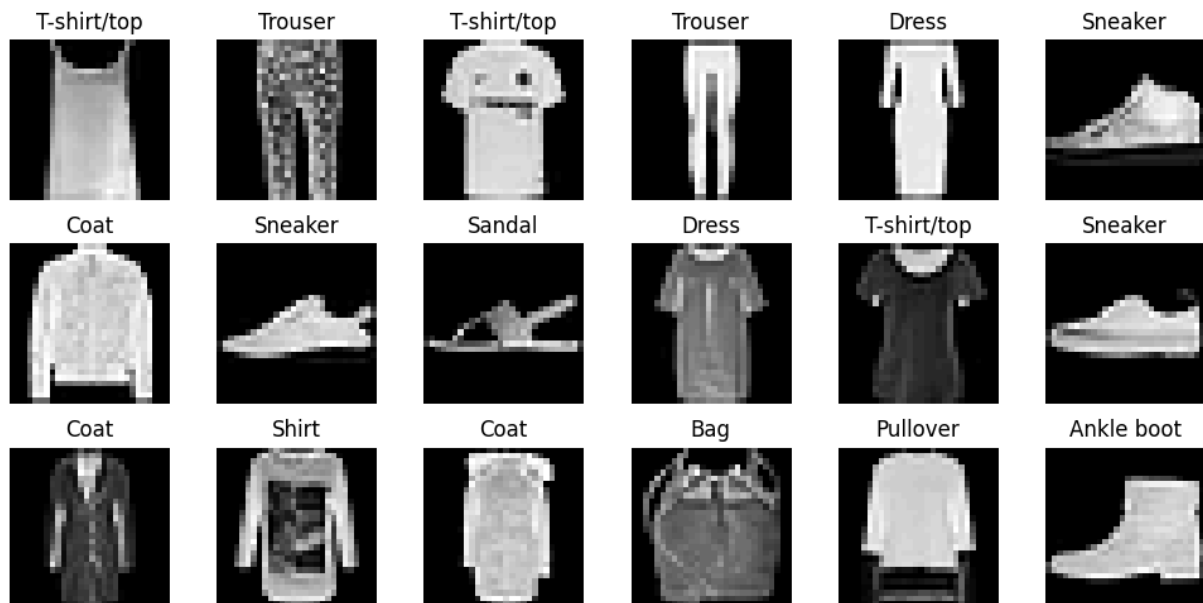 T-shirt/top Trouser T-shirt/top Trouser Dress Sneaker
Coat Sneaker Sandal Dress T-shirt/top Sneaker
Coat Shirt Coat Bag Pullover Ankle boot